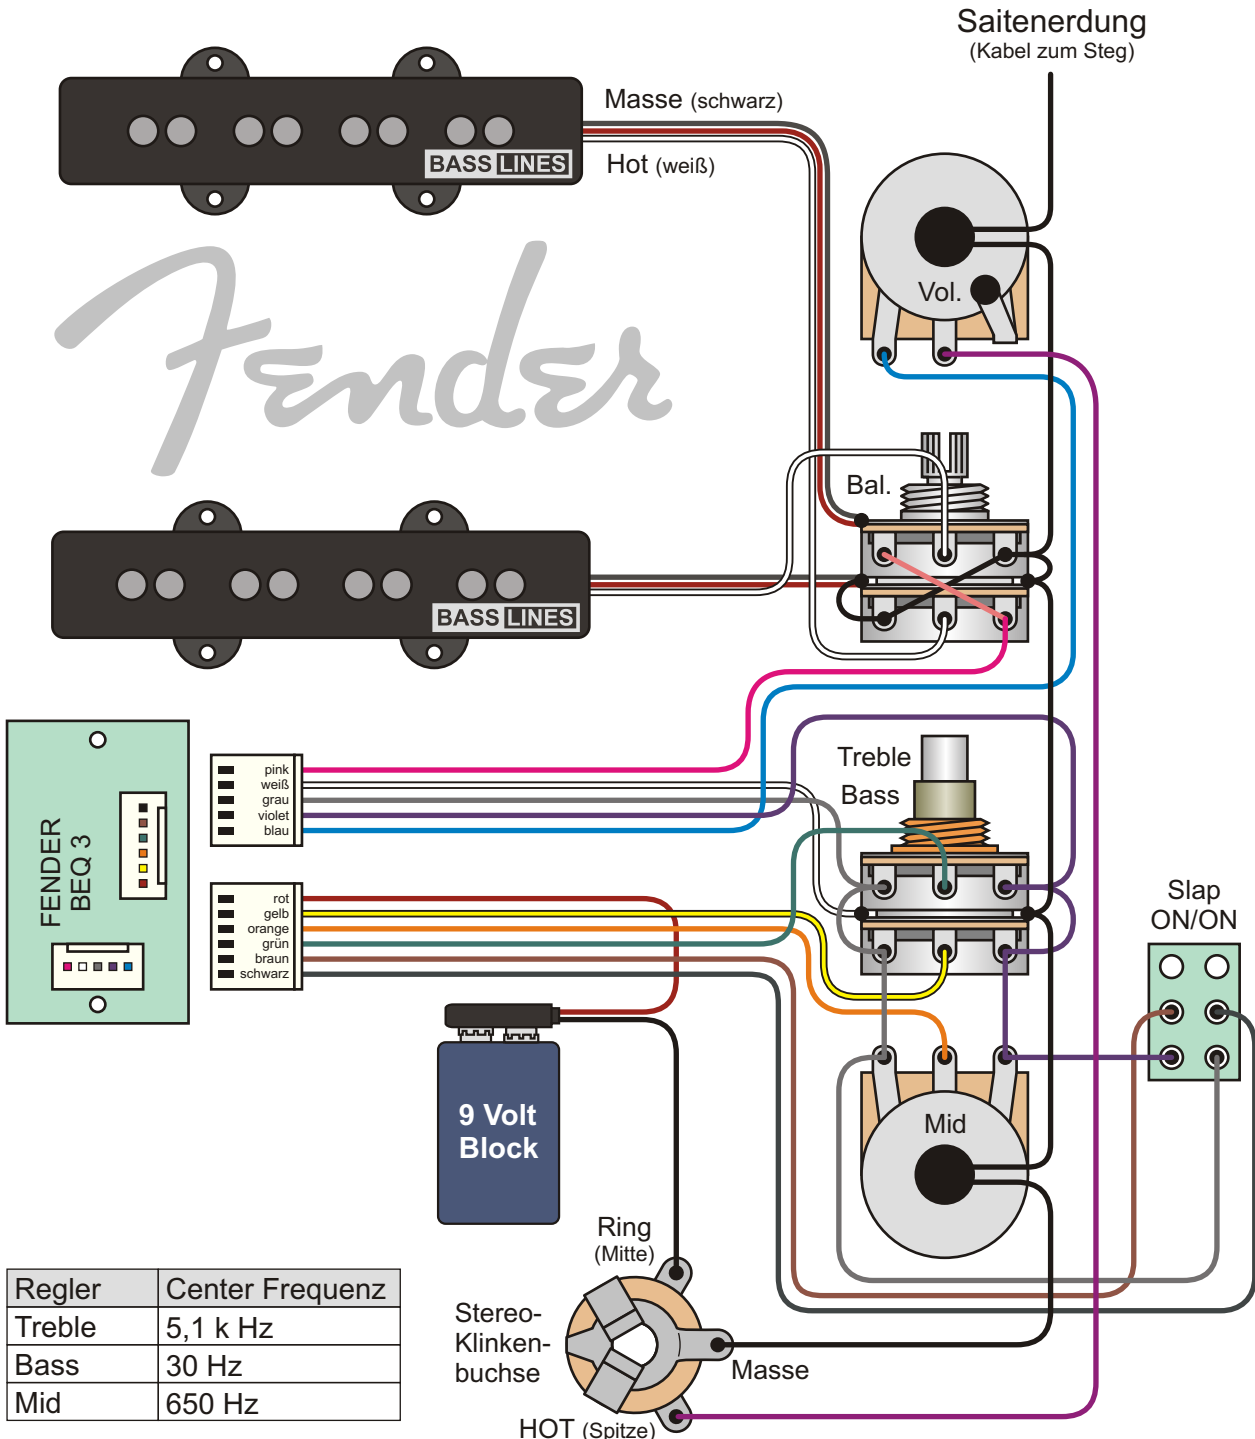 Saitenerdung
(Kabel zum Steg)
Masse (schwarz)
Hot (weiß)
BASS LINES
Fender
Vol.
Bal.
BASS LINES
Treble
Bass
FENDER
BEQ 3
pink
weiß
grau
violet
blau
rot
gelb
orange
grün
braun
schwarz
Slap
ON/ON
9 Volt
Block
Mid
Ring
(Mitte)
Stereo-
Klinken-
buchse
Masse
HOT (Spitze)
Regler Center Frequenz
Treble 5,1 k Hz
Bass 30 Hz
Mid 650 Hz